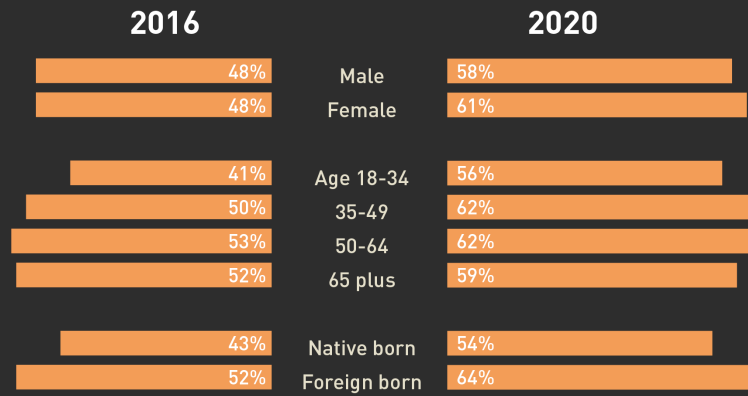 2016 2020
48% Male 58%
48% Female 61%
41% Age 18-34 56%
50% 35-49 62%
53% 50-64 62%
52% 65 plus 59%
43% Native born 54%
52% Foreign born 64%